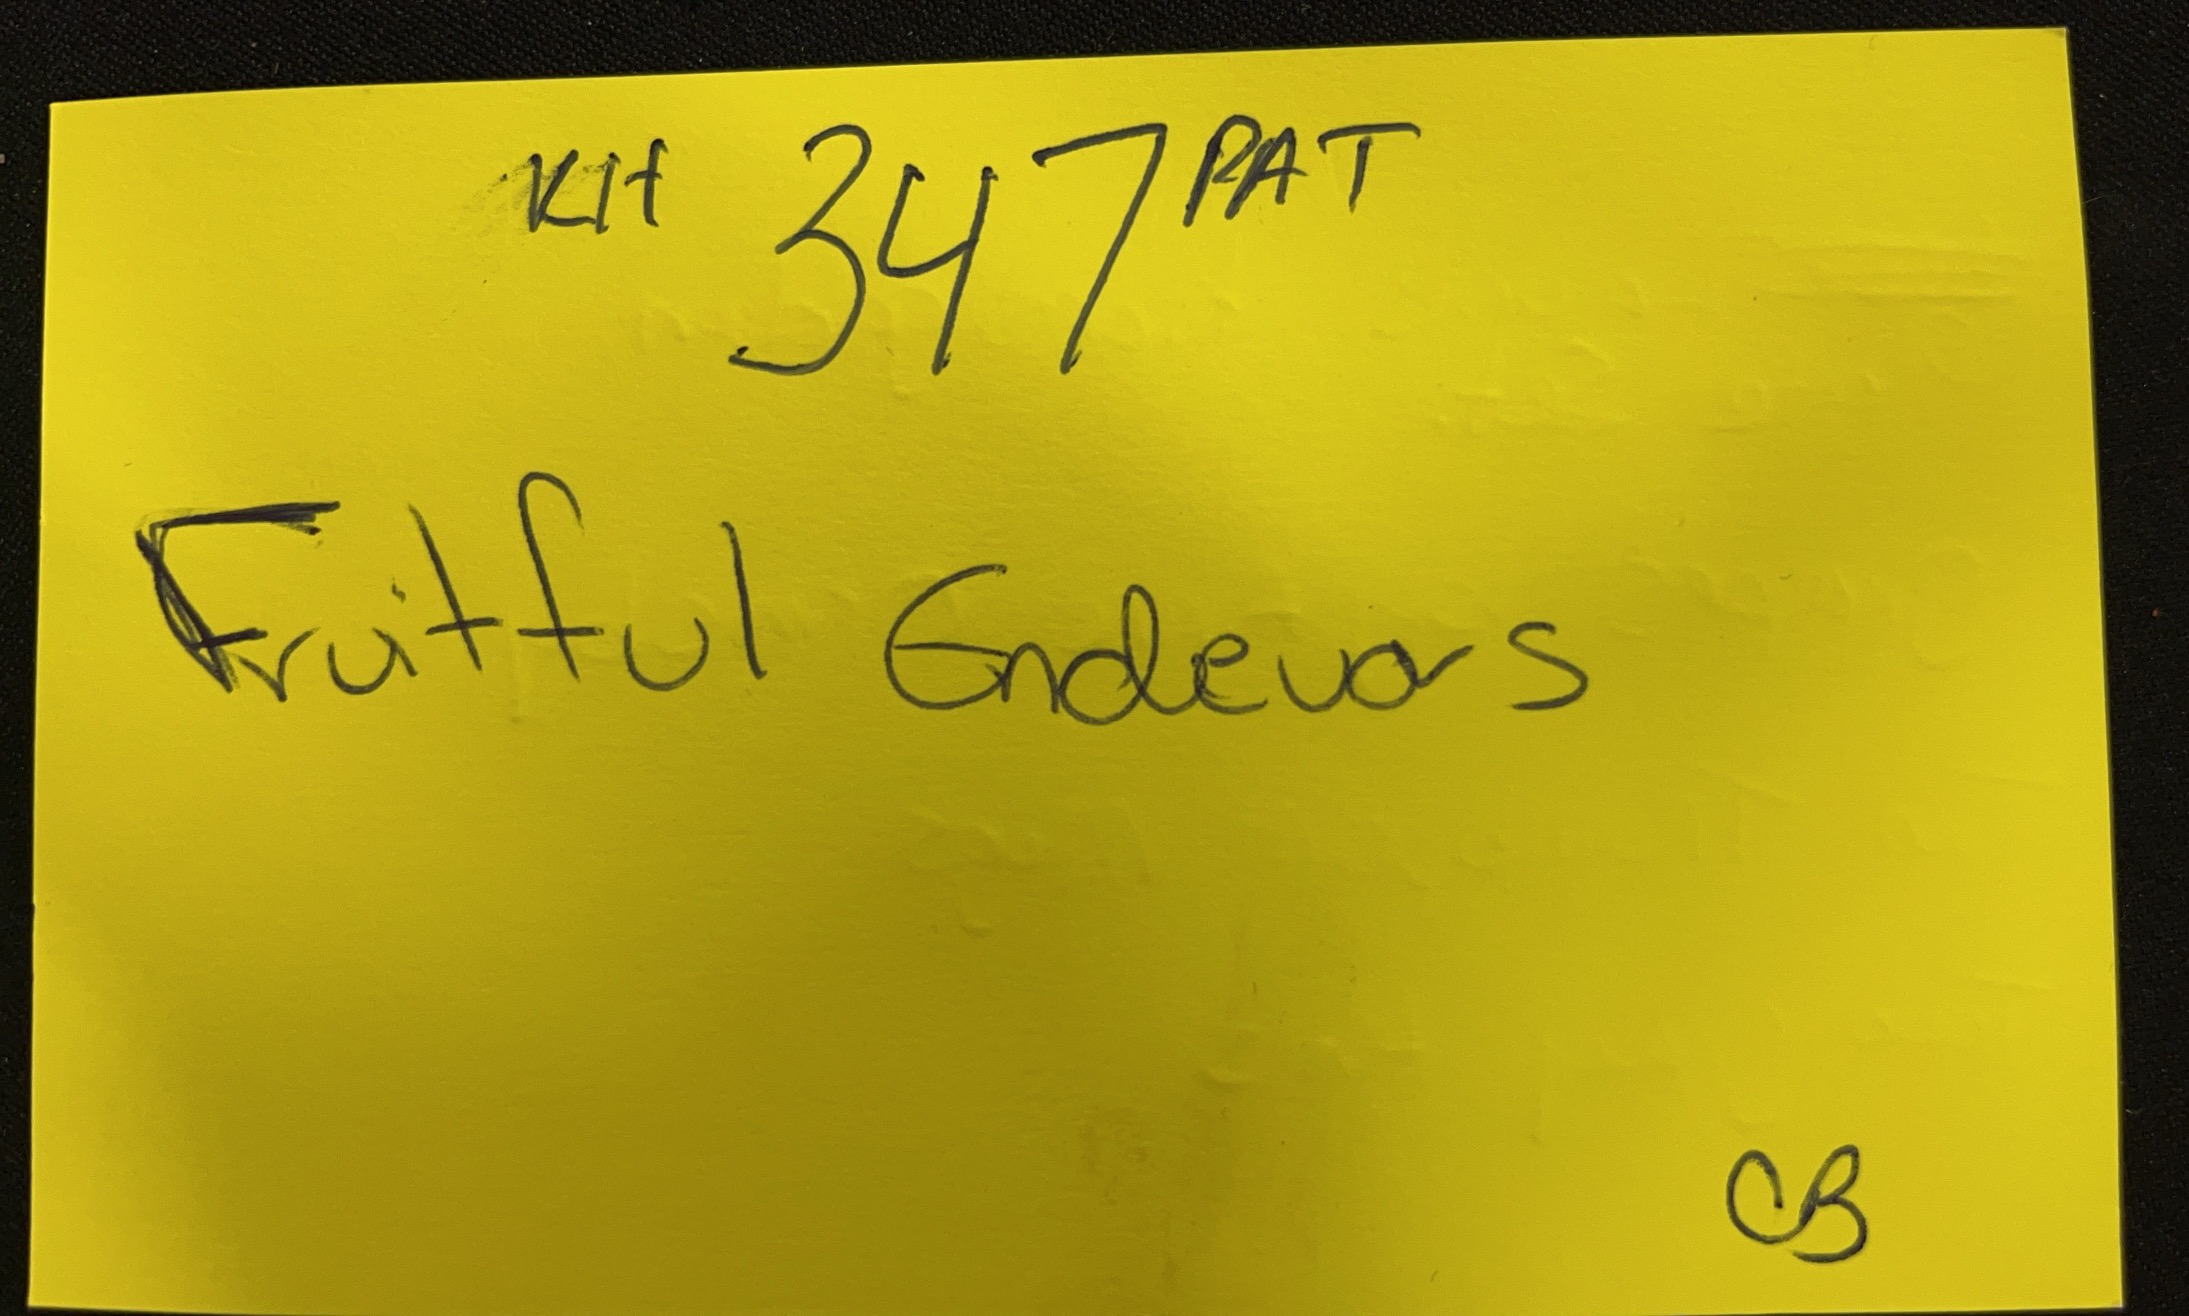 Kit 347 PAT
Fruitful Endevors
CB